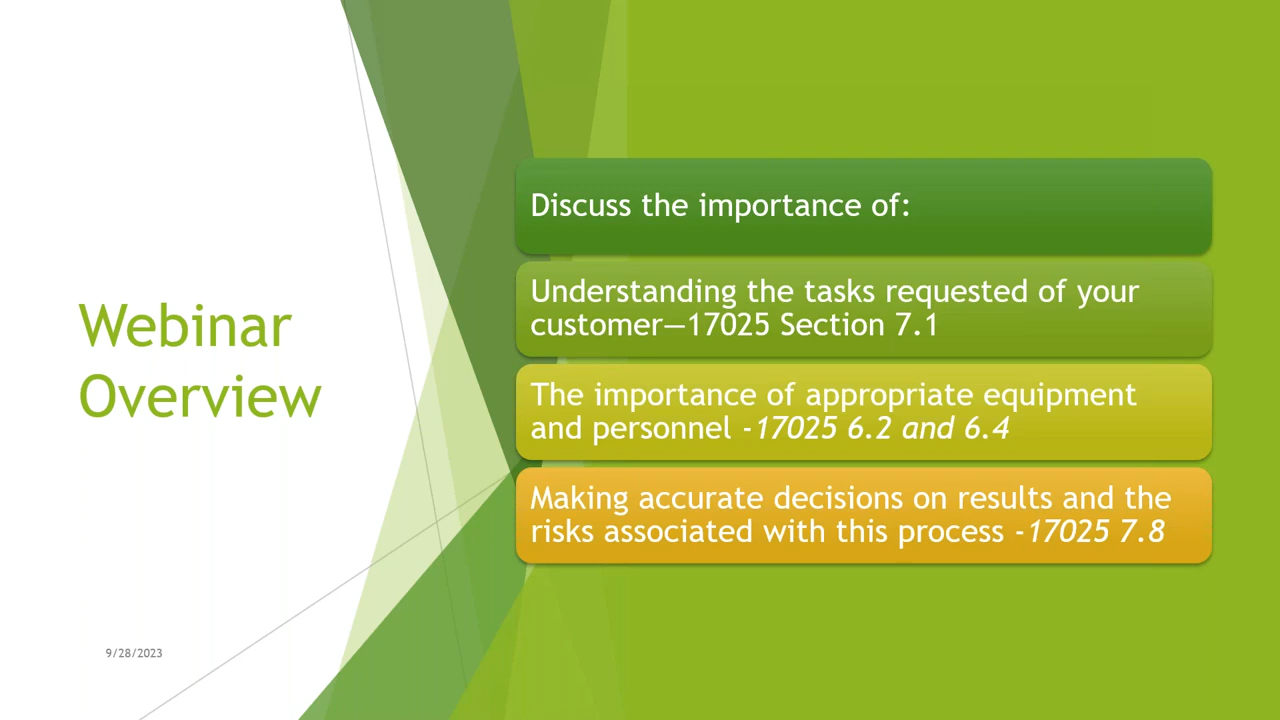 Webinar
Overview
Discuss the importance of:
Understanding the tasks requested of your
customer—17025 Section 7.1
The importance of appropriate equipment
and personnel -17025 6.2 and 6.4
Making accurate decisions on results and the
risks associated with this process -17025 7.8
9/28/2023